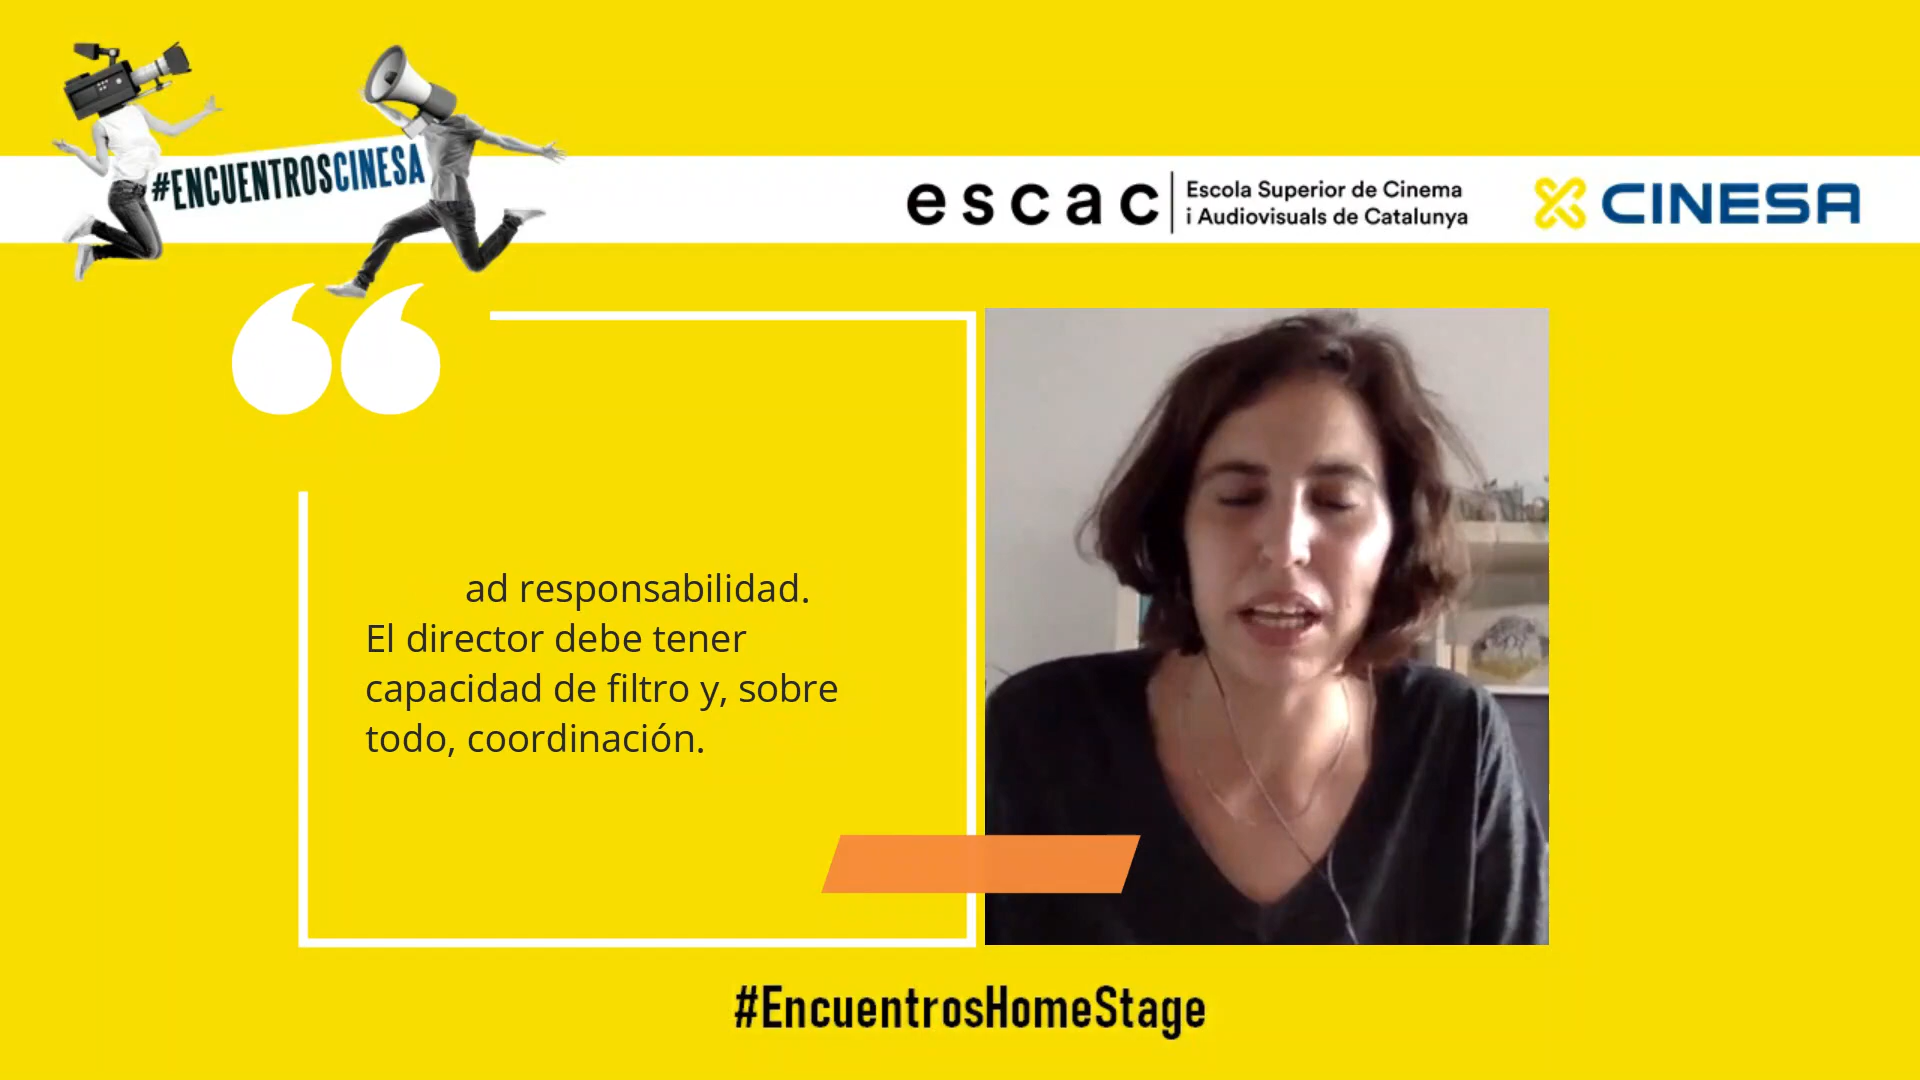 #ENCUENTROSCINESA
escac
Escola Superior de Cinema
i Audiovisuals de Catalunya
CINESA
ad responsabilidad.
El director debe tener
capacidad de filtro y, sobre
todo, coordinación.
#EncuentrosHomeStage